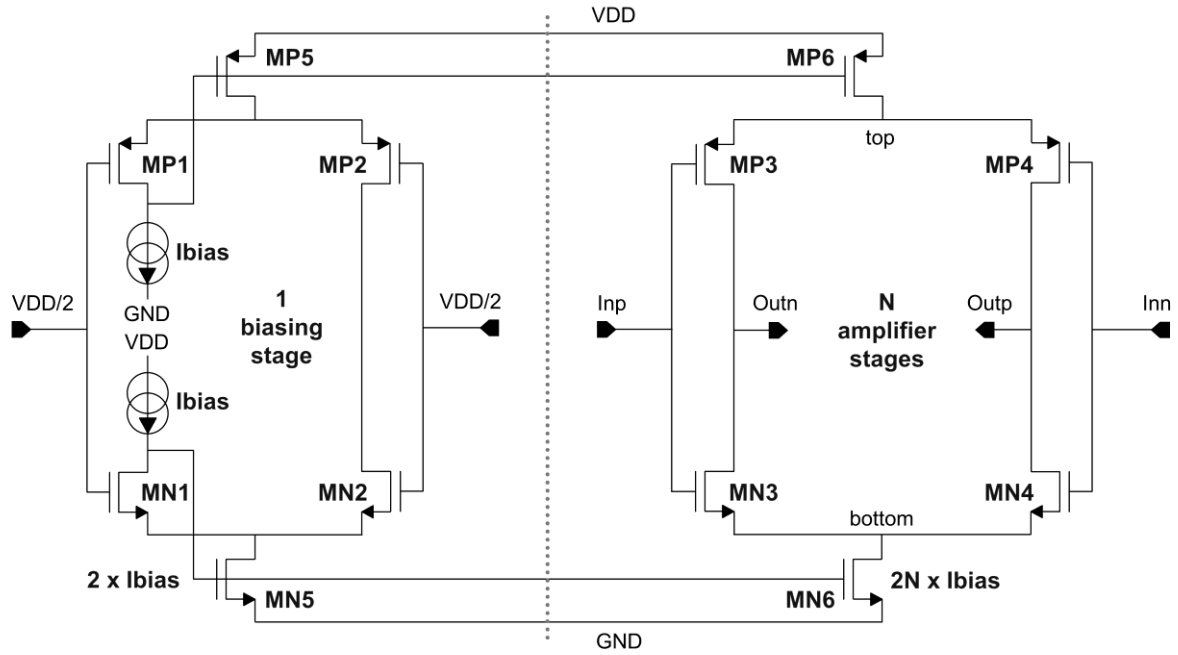 VDD
MP5
MP6
top
MP1
MP2
MP3
MP4
Ibias
VDD/2
GND
VDD
1
biasing
stage
VDD/2
Inp
Outn
N
amplifier
stages
Outp
Inn
Ibias
MN1
MN2
MN3
MN4
bottom
2 x Ibias
MN5
MN6
2N x Ibias
GND